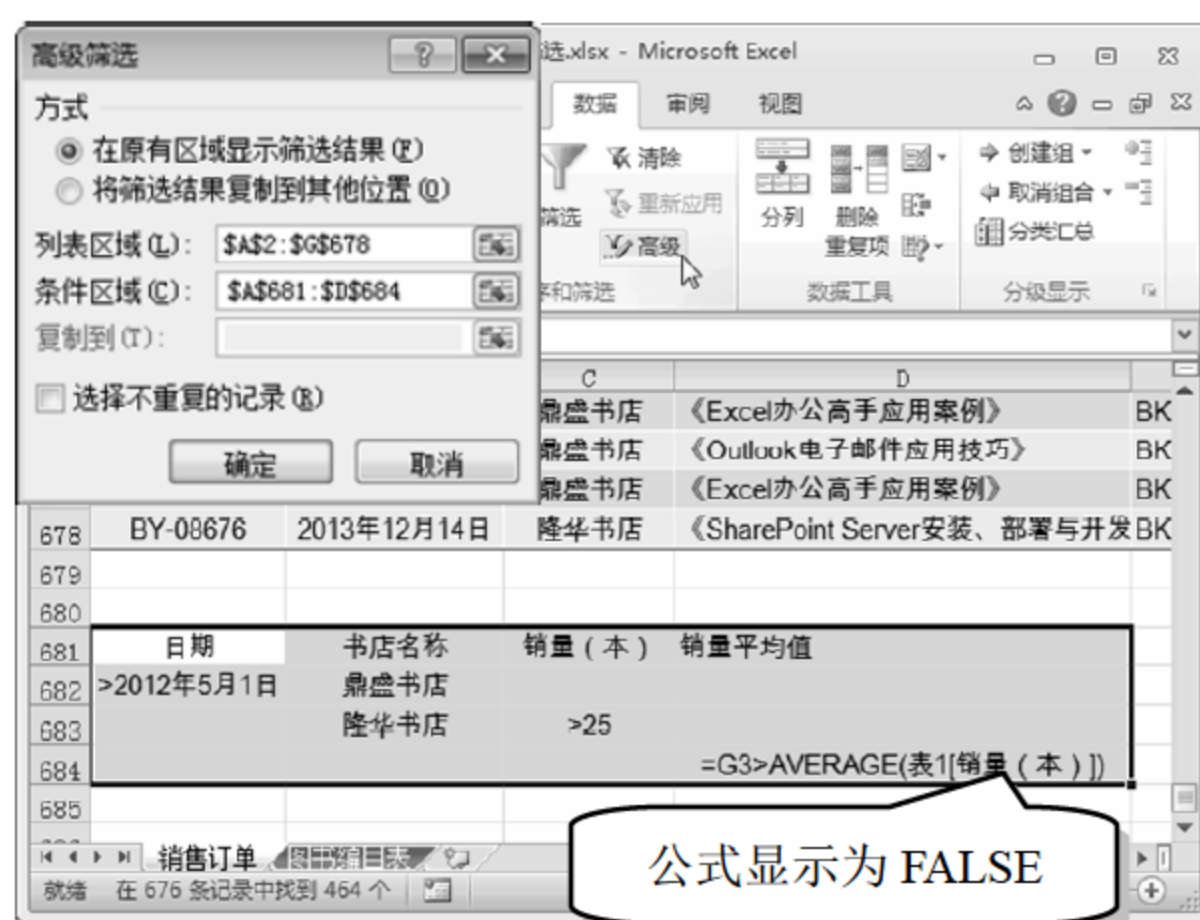 高级筛选
方式
在原有区域显示筛选结果(F)
将筛选结果复制到其他位置(O)
列表区域(L): $A$2:$G$678
条件区域(C): $A$681:$D$684
复制到(T):
选择不重复的记录(R)
确定 取消
选.xlsx - Microsoft Excel
数据 审阅 视图
筛选 清除 重新应用 高级
序和筛选
分列 删除
重复项
数据工具
创建组
取消组合
分类汇总
分级显示
C D
鼎盛书店 《Excel办公高手应用案例》 BK
鼎盛书店 《Outlook电子邮件应用技巧》 BK
鼎盛书店 《Excel办公高手应用案例》 BK
678 BY-08676 2013年12月14日 隆华书店 《SharePoint Server安装、部署与开发 BK
679
680
681 日期 书店名称 销量(本) 销量平均值
682 >2012年5月1日 鼎盛书店
683 隆华书店 >25
684 =G3>AVERAGE(表1[销量(本)])
685
销售订单 图书编目表
就绪 在 676 条记录中找到 464 个
公式显示为 FALSE